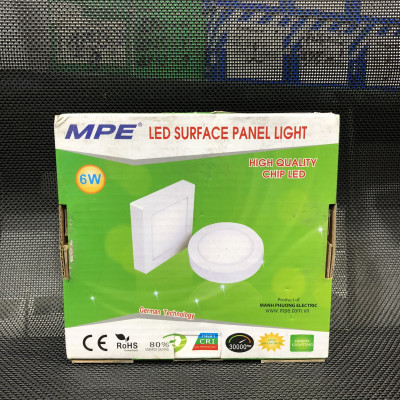 MPE® LED SURFACE PANEL LIGHT
HIGH QUALITY
CHIP LED
6W
German Technology
Product of
MANH PHUONG ELECTRIC
www.mpe.com.vn
CE RoHS 80% CRI 30000